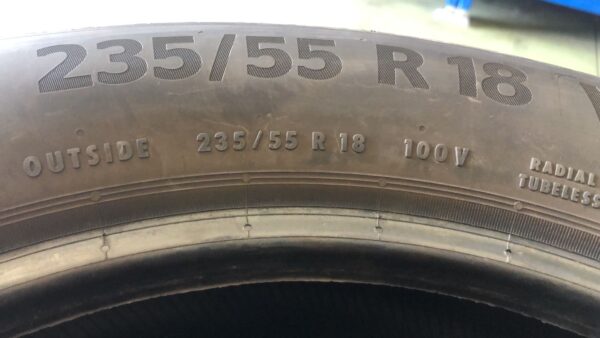 235/55 R 18
OUTSIDE 235/55 R 18 100V
RADIAL
TUBELESS